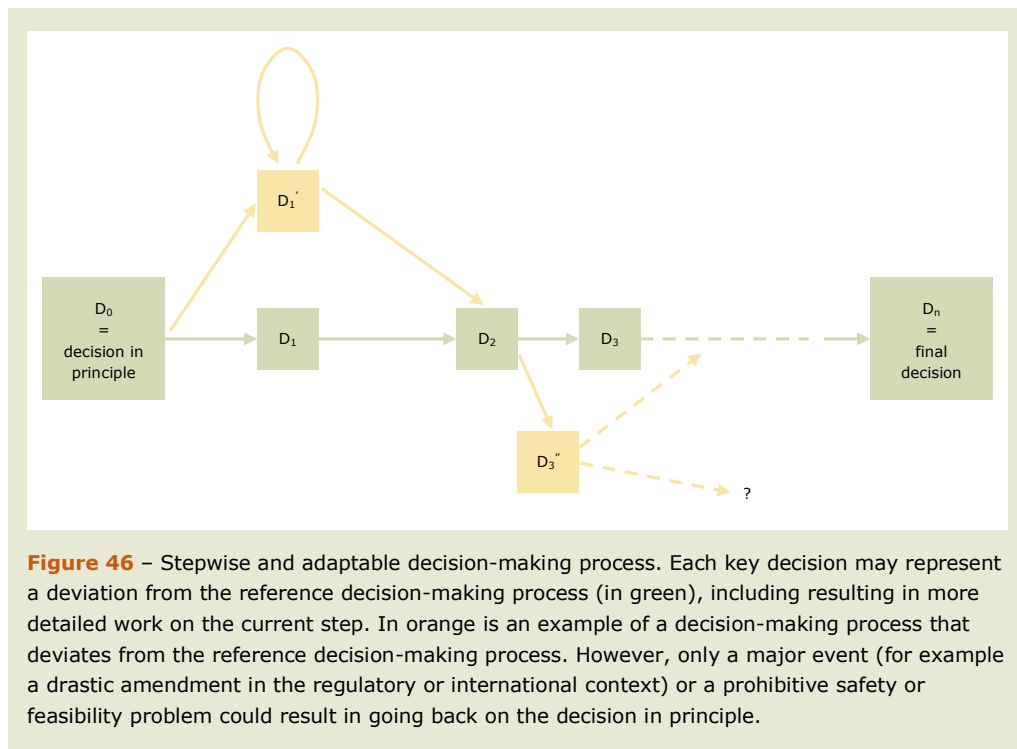 D₁′
D₀
=
decision in
principle
D₁
D₂
D₃
Dₙ
=
final
decision
D₃″
?
Figure 46 – Stepwise and adaptable decision-making process. Each key decision may represent
a deviation from the reference decision-making process (in green), including resulting in more
detailed work on the current step. In orange is an example of a decision-making process that
deviates from the reference decision-making process. However, only a major event (for example
a drastic amendment in the regulatory or international context) or a prohibitive safety or
feasibility problem could result in going back on the decision in principle.